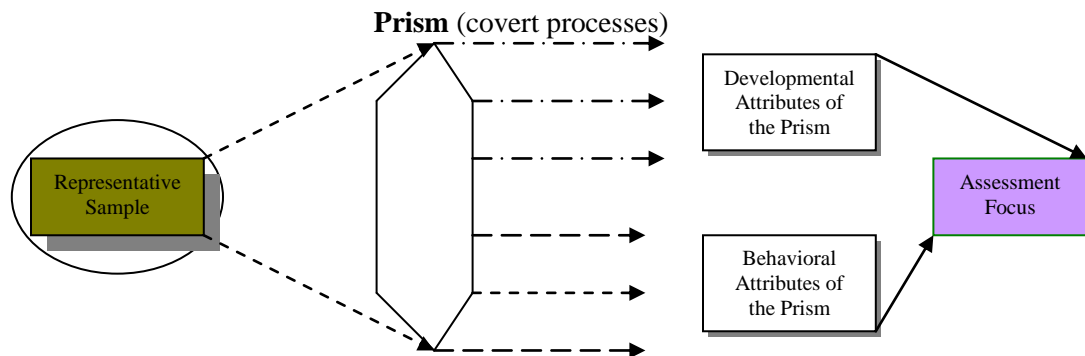 Prism (covert processes)
Representative
Sample
Developmental
Attributes of
the Prism
Behavioral
Attributes of
the Prism
Assessment
Focus